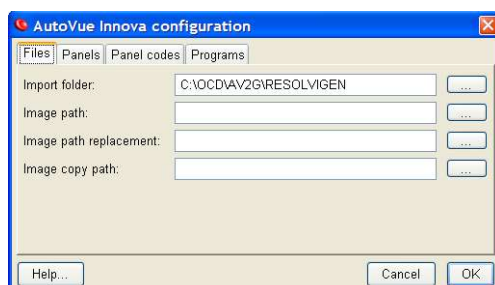 AutoVue Innova configuration
Files Panels Panel codes Programs
Import folder: C:\OCD\AV2G\RESOLVIGEN ...
Image path: ...
Image path replacement: ...
Image copy path: ...
Help... Cancel OK